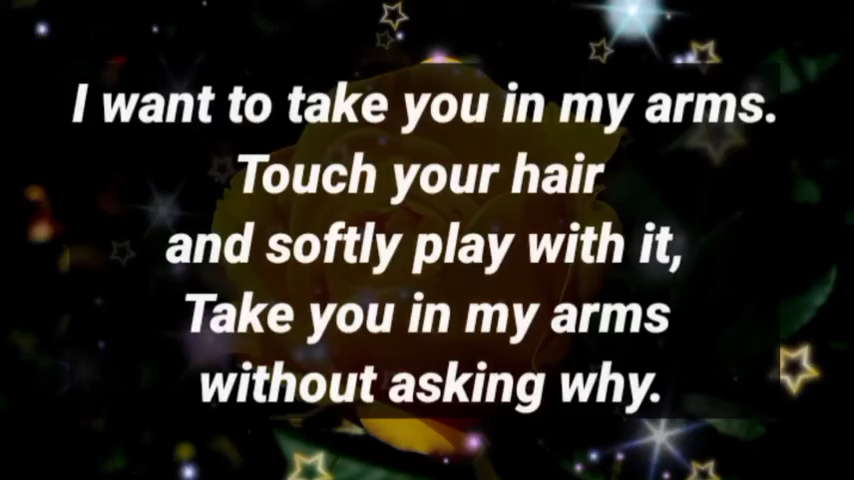 I want to take you in my arms.
Touch your hair
and softly play with it,
Take you in my arms
without asking why.